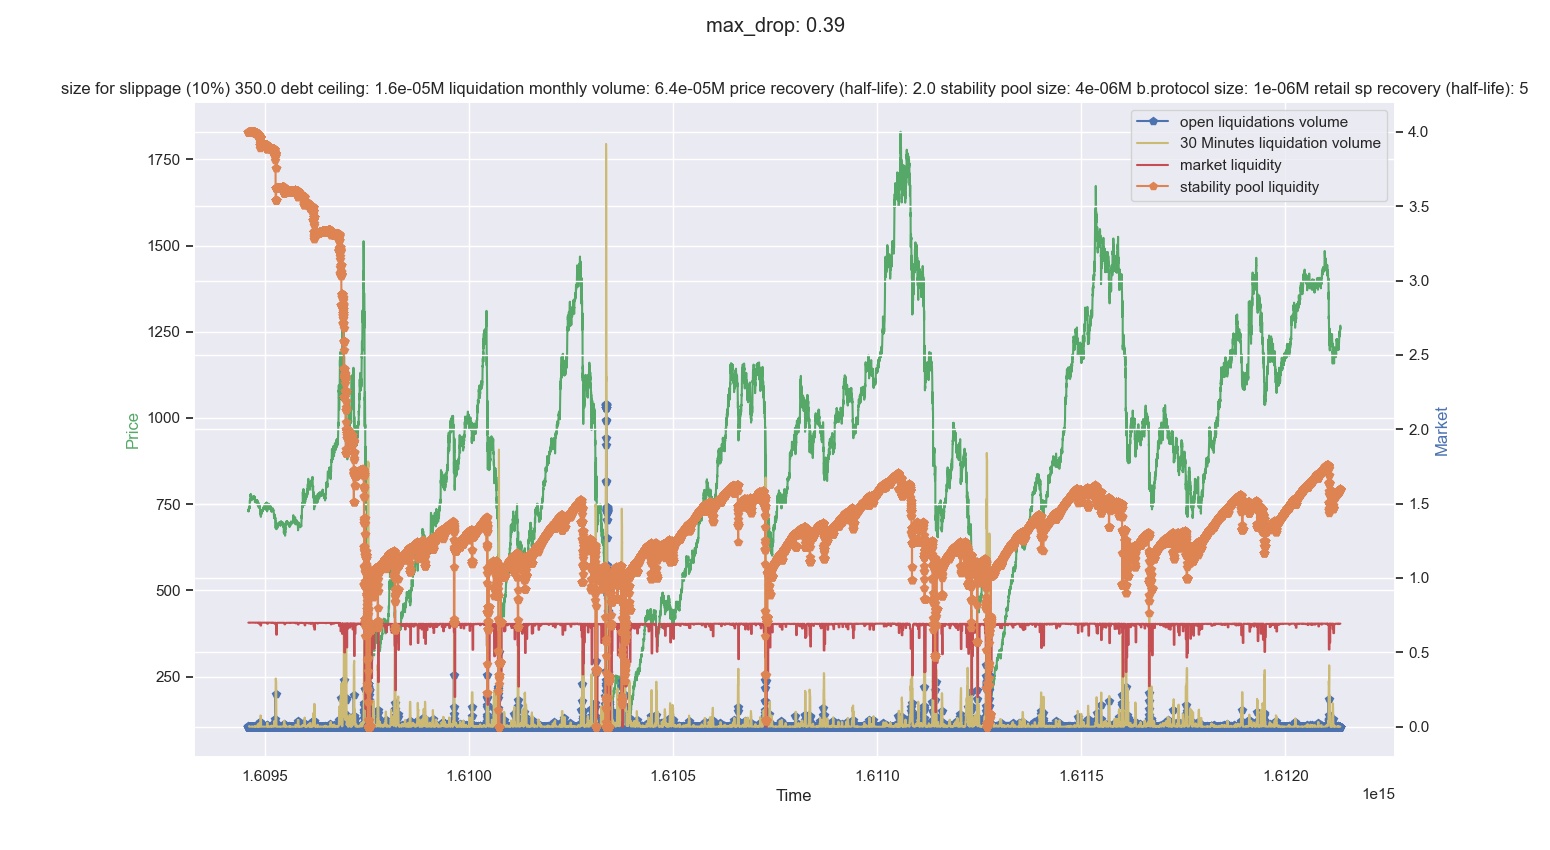 max_drop: 0.39
size for slippage (10%) 350.0 debt ceiling: 1.6e-05M liquidation monthly volume: 6.4e-05M price recovery (half-life): 2.0 stability pool size: 4e-06M b.protocol size: 1e-06M retail sp recovery (half-life): 5
open liquidations volume
30 Minutes liquidation volume
market liquidity
stability pool liquidity
1750
1500
1250
1000
750
500
250
Price
4.0
3.5
3.0
2.5
2.0
1.5
1.0
0.5
0.0
Market
1.6095
1.6100
1.6105
1.6110
1.6115
1.6120
1e15
Time